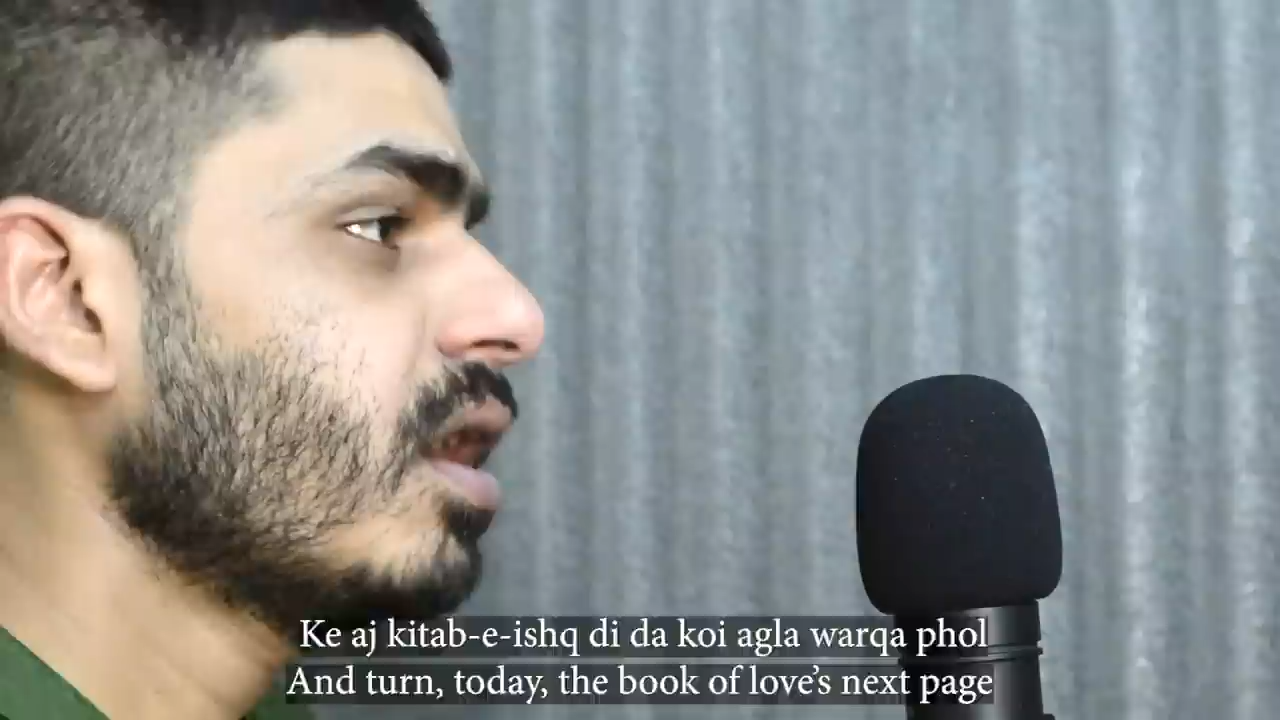 Ke aj kitab-e-ishq di da koi agla warqa phol
And turn, today, the book of love’s next page